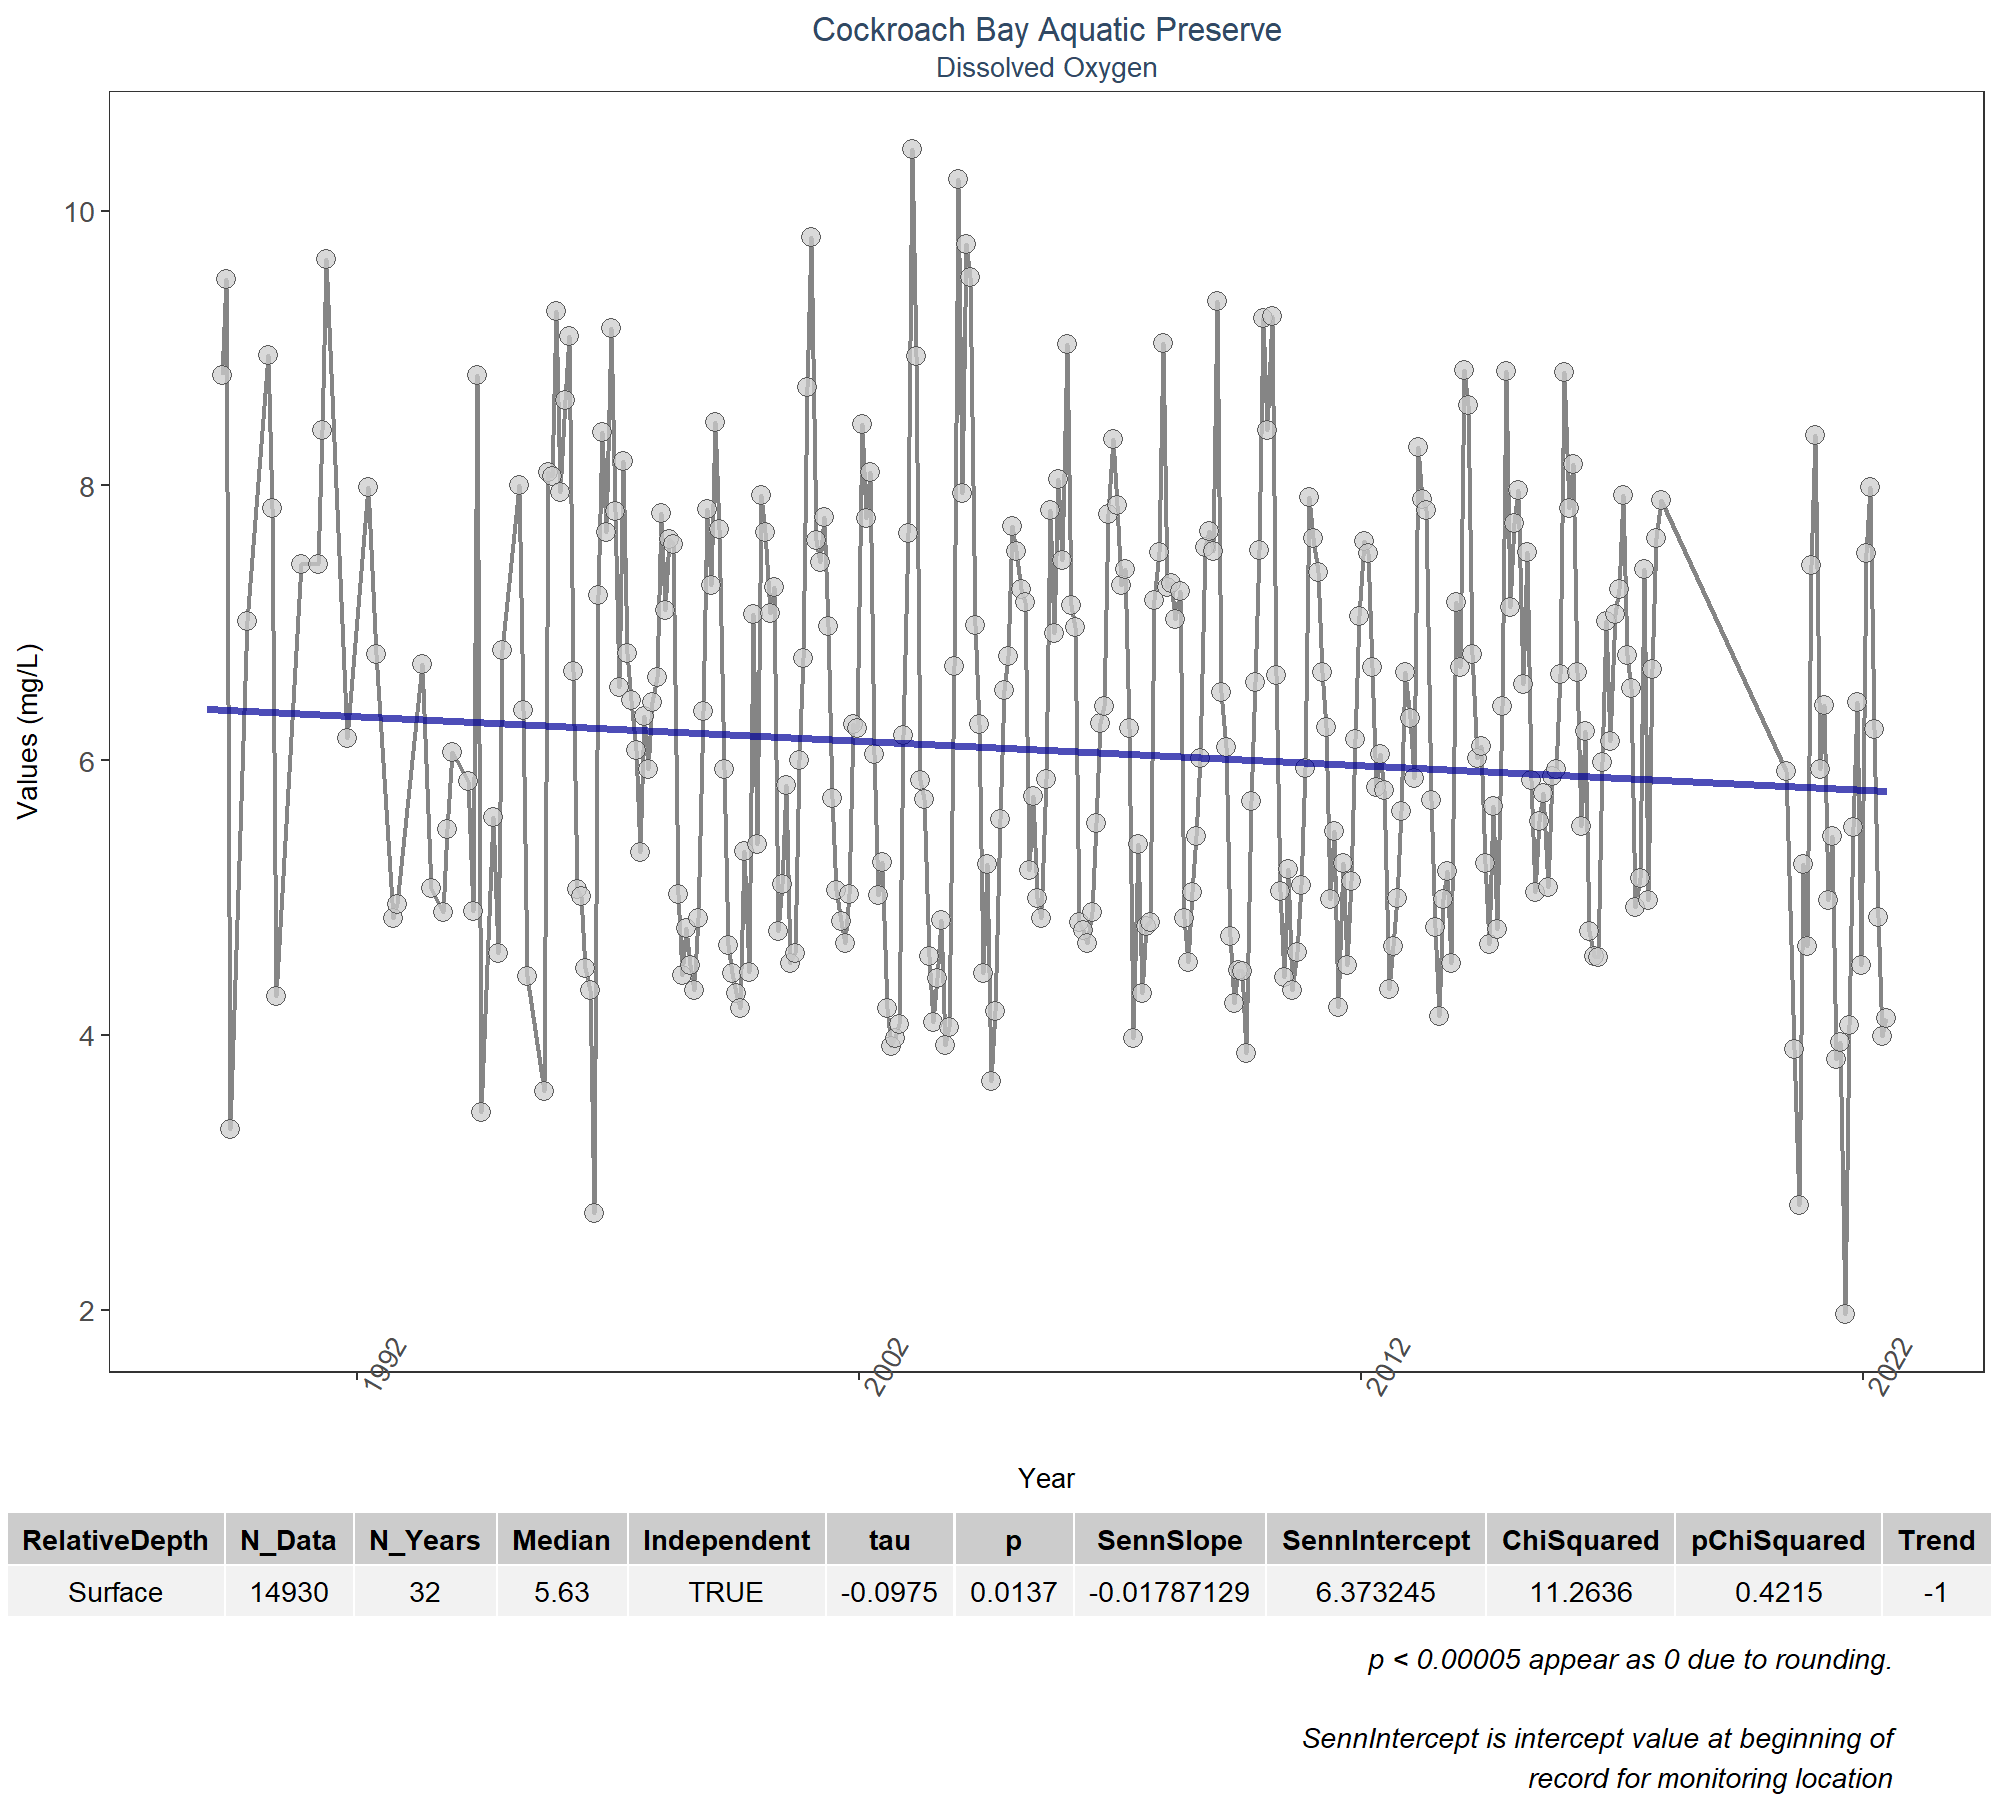 Cockroach Bay Aquatic Preserve
Dissolved Oxygen
Values (mg/L)
10
8
6
4
2
1992
2002
2012
2022
Year
RelativeDepth N_Data N_Years Median Independent tau p SennSlope SennIntercept ChiSquared pChiSquared Trend
Surface 14930 32 5.63 TRUE -0.0975 0.0137 -0.01787129 6.373245 11.2636 0.4215 -1
p < 0.00005 appear as 0 due to rounding.
SennIntercept is intercept value at beginning of
record for monitoring location